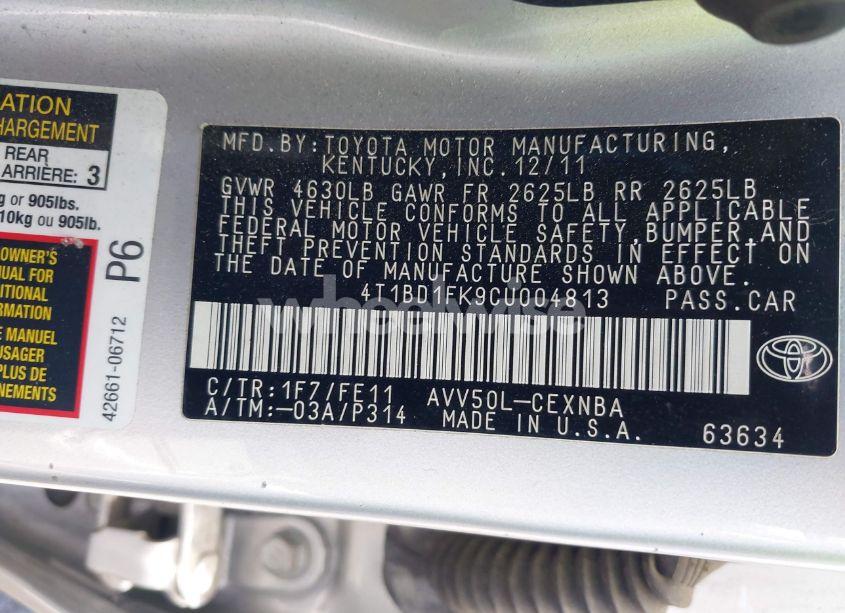 ATION
HARGEMENT
REAR
ARRIÈRE: 3
g or 905lbs.
10kg ou 905lb.
OWNER'S
UAL FOR
ITIONAL
RMATION
E MANUEL
USAGER
PLUS DE
NEMENTS
P6
42661-06712
MFD. BY: TOYOTA MOTOR MANUFACTURING,
KENTUCKY, INC. 12/11
GVWR 4630LB GAWR FR 2625LB RR 2625LB
THIS VEHICLE CONFORMS TO ALL APPLICABLE
FEDERAL MOTOR VEHICLE SAFETY, BUMPER, AND
THEFT PREVENTION STANDARDS IN EFFECT ON
THE DATE OF MANUFACTURE SHOWN ABOVE.
4T1BD1FK9CU004813 PASS. CAR
wheelwise
C/TR: 1F7/FE11 AVV50L-CEXNBA
A/TM: -03A/P314 MADE IN U.S.A. 63634